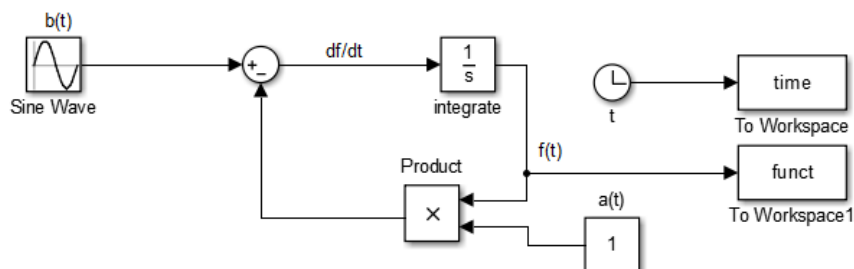 b(t)
Sine Wave
+
−
df/dt
1
s
integrate
t
time
To Workspace
f(t)
Product
×
a(t)
1
funct
To Workspace1